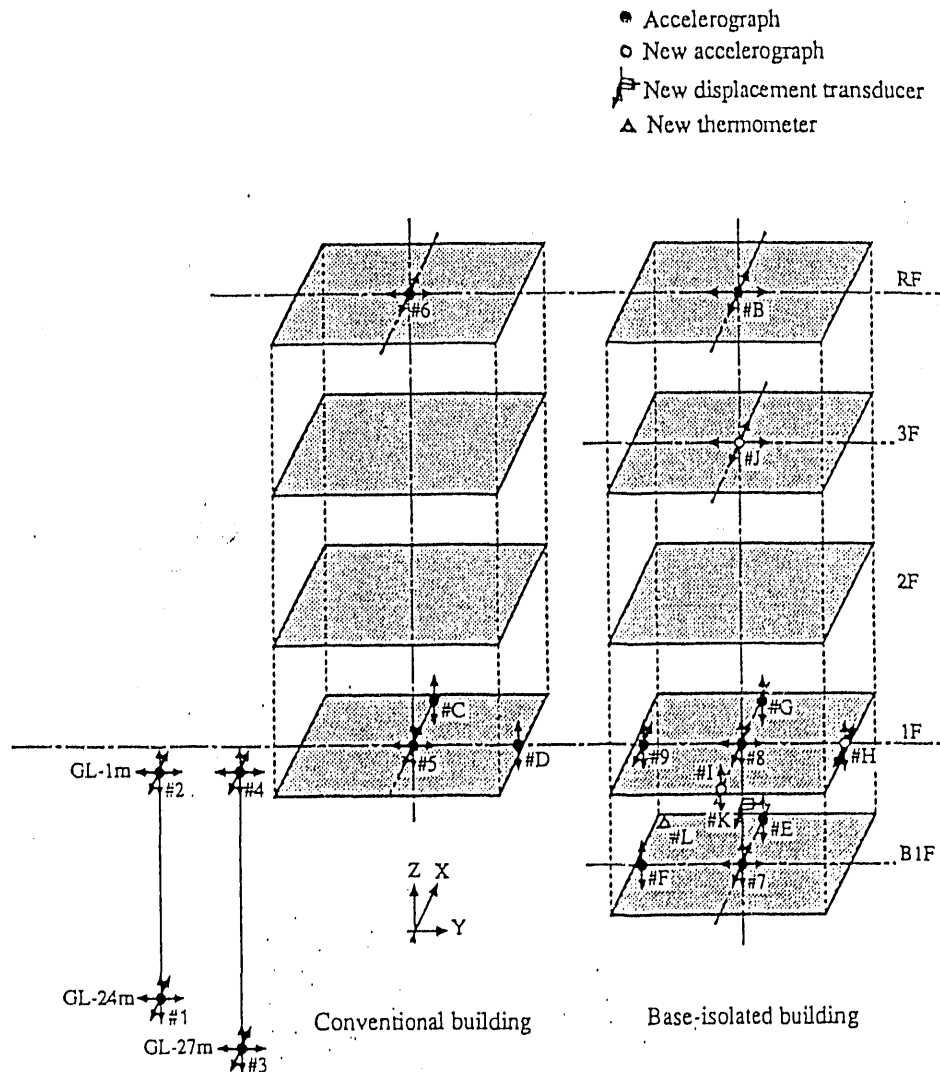 Accelerograph
New accelerograph
New displacement transducer
New thermometer
RF
#6
#B
3F
#J
2F
#C
#G
1F
#5
#D
#9
#8
#H
GL-1m
#2
#4
#I
#K
#E
#L
B1F
#F
#7
Z X
Y
GL-24m
#1
Conventional building
Base-isolated building
GL-27m
#3